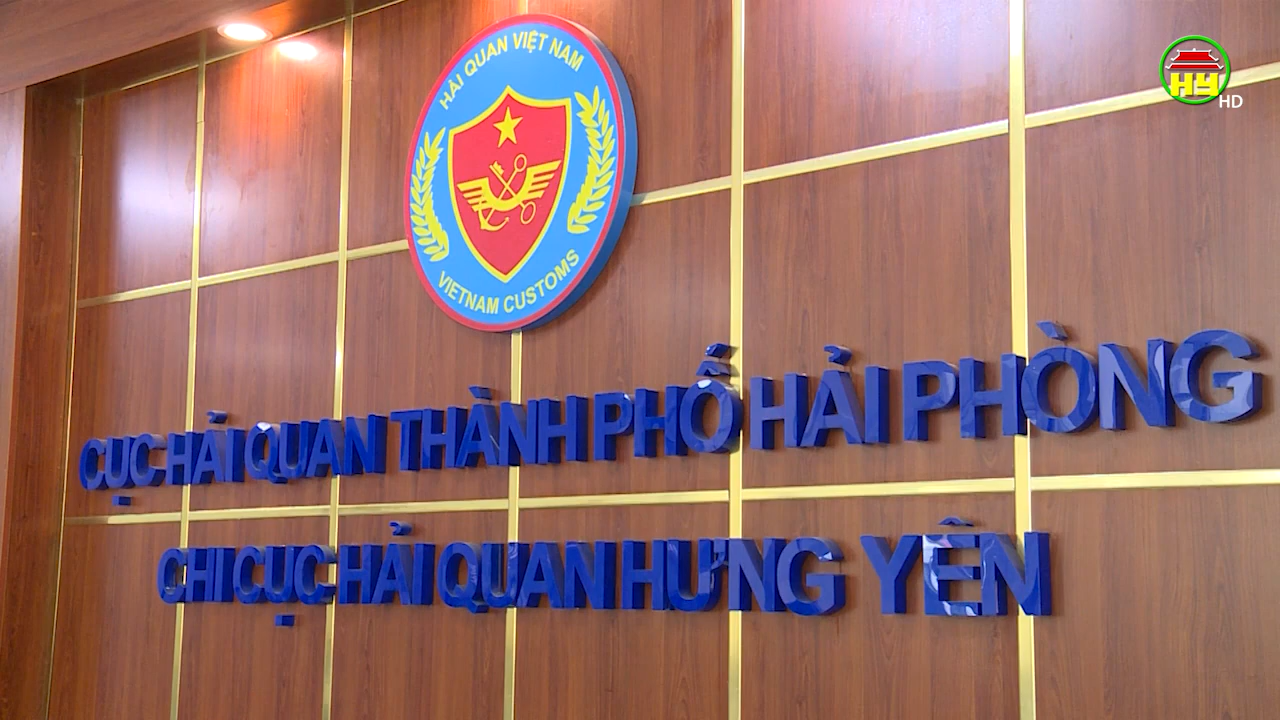 HẢI QUAN VIỆT NAM
VIETNAM CUSTOMS
HY
HD
CỤC HẢI QUAN THÀNH PHỐ HẢI PHÒNG
CHI CỤC HẢI QUAN HƯNG YÊN